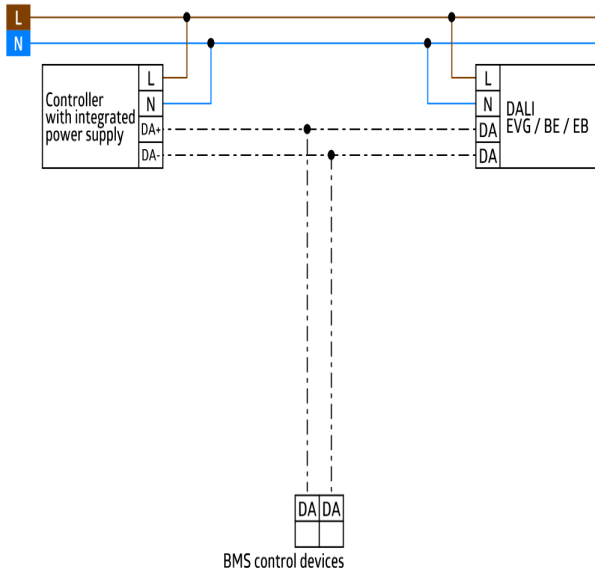 L
N
Controller
with integrated
power supply
L
N
DA+
DA-
L
N
DA
DA
DALI
EVG / BE / EB
DA DA
BMS control devices